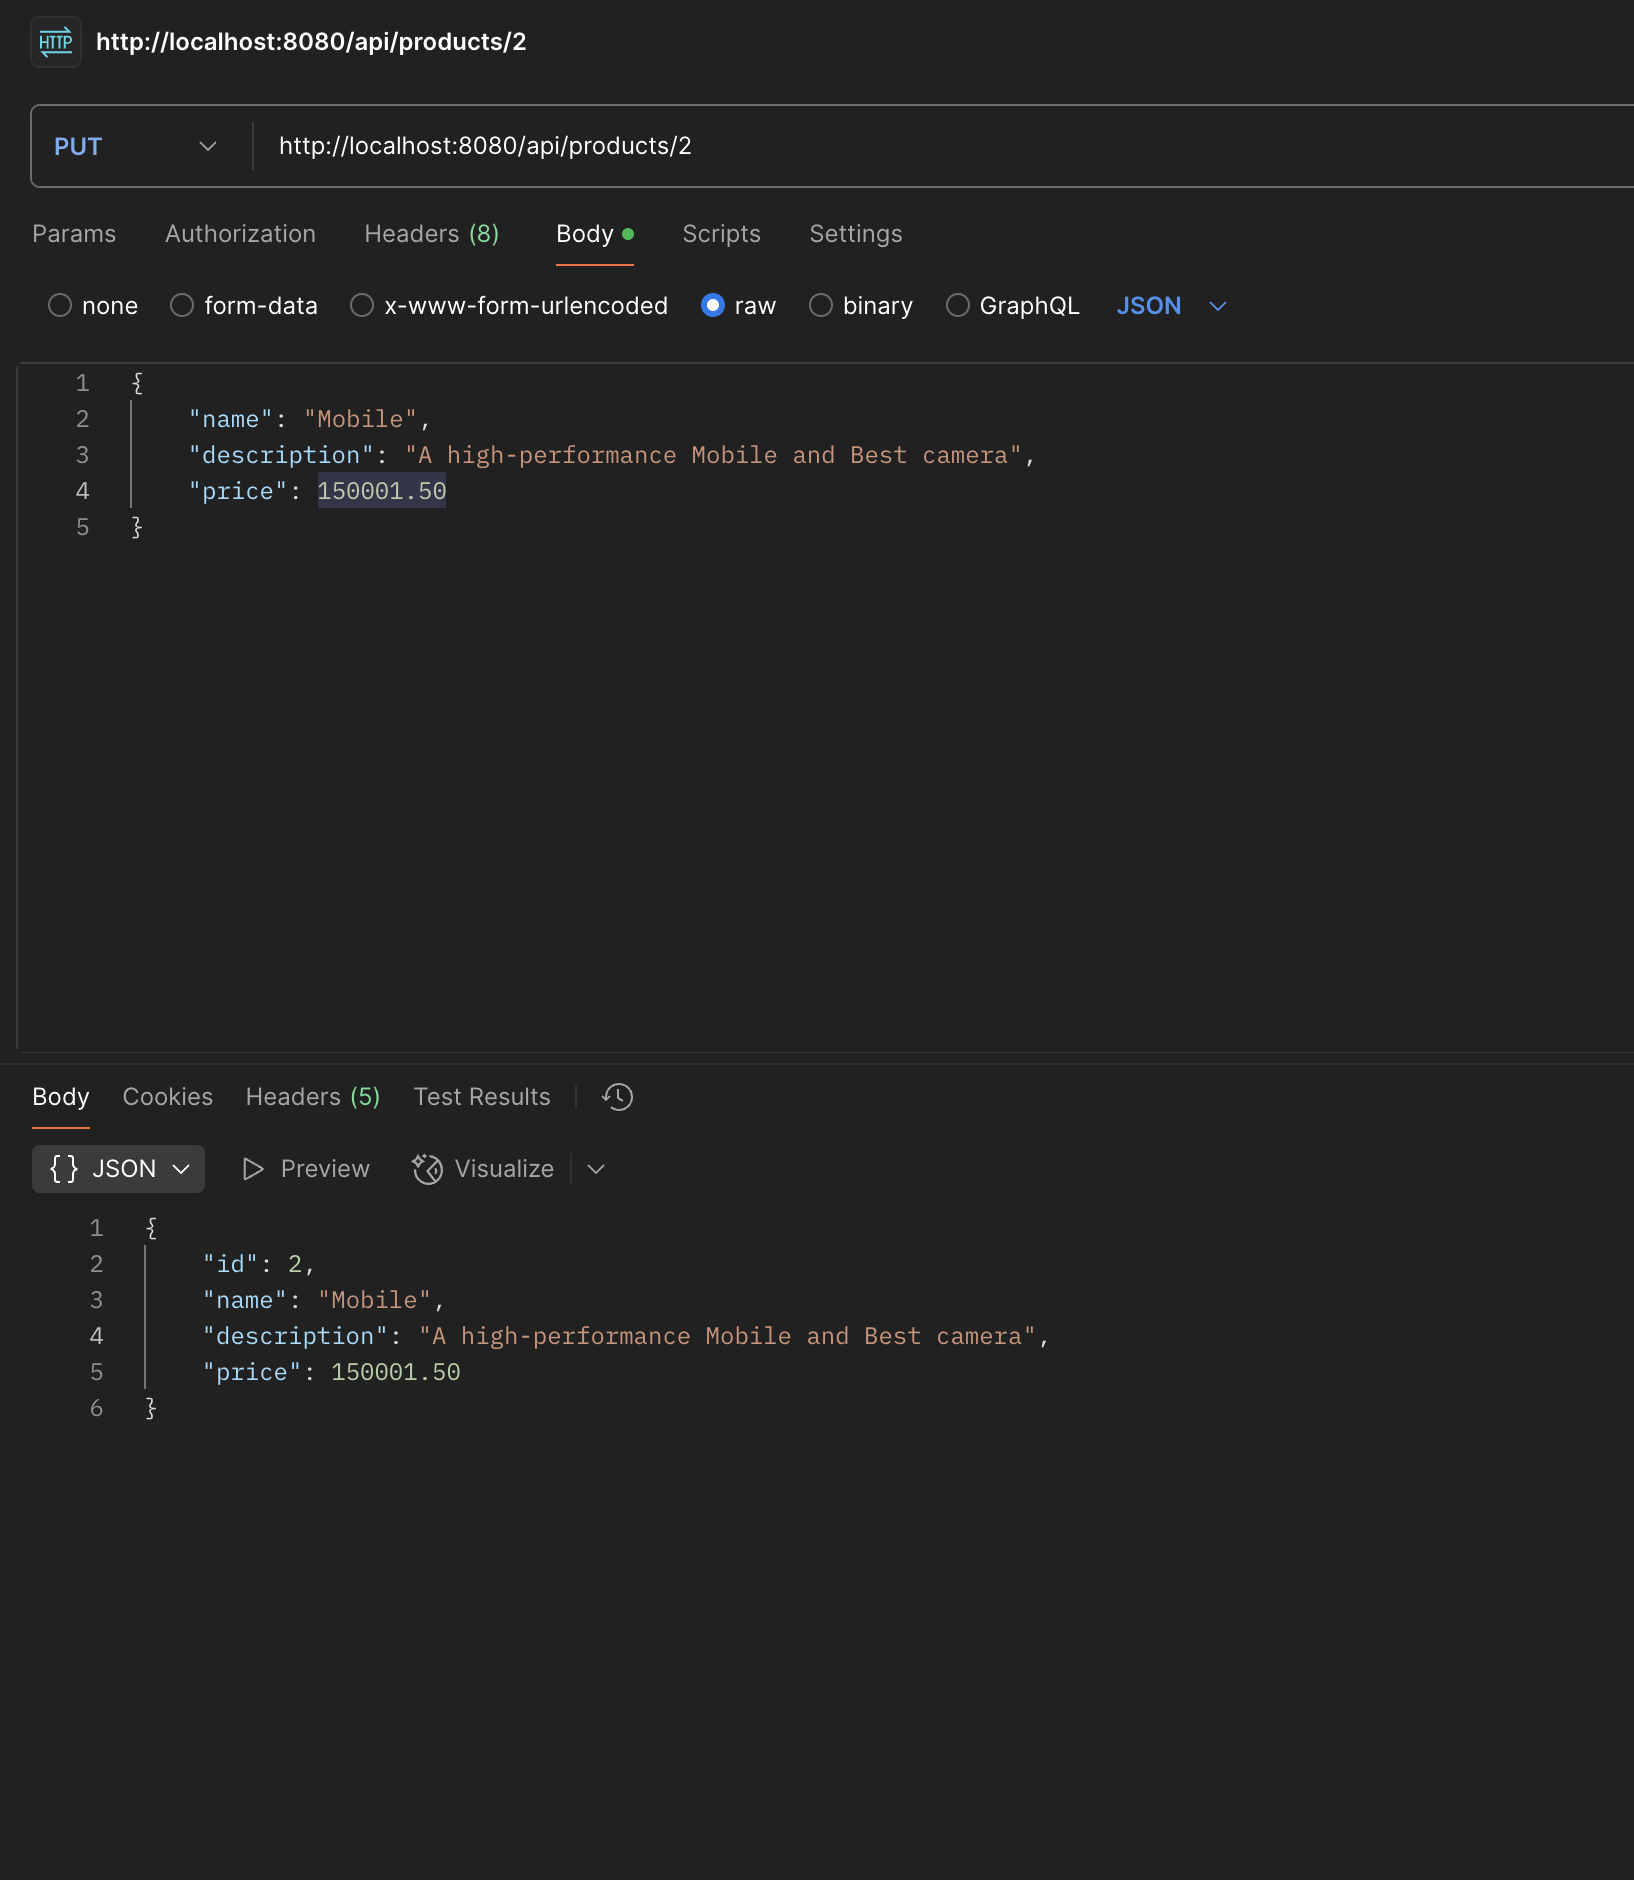 HTTP http://localhost:8080/api/products/2
PUT http://localhost:8080/api/products/2
Params Authorization Headers (8) Body Scripts Settings
none form-data x-www-form-urlencoded raw binary GraphQL JSON
1 {
2 "name": "Mobile",
3 "description": "A high-performance Mobile and Best camera",
4 "price": 150001.50
5 }
Body Cookies Headers (5) Test Results
{} JSON Preview Visualize
1 {
2 "id": 2,
3 "name": "Mobile",
4 "description": "A high-performance Mobile and Best camera",
5 "price": 150001.50
6 }